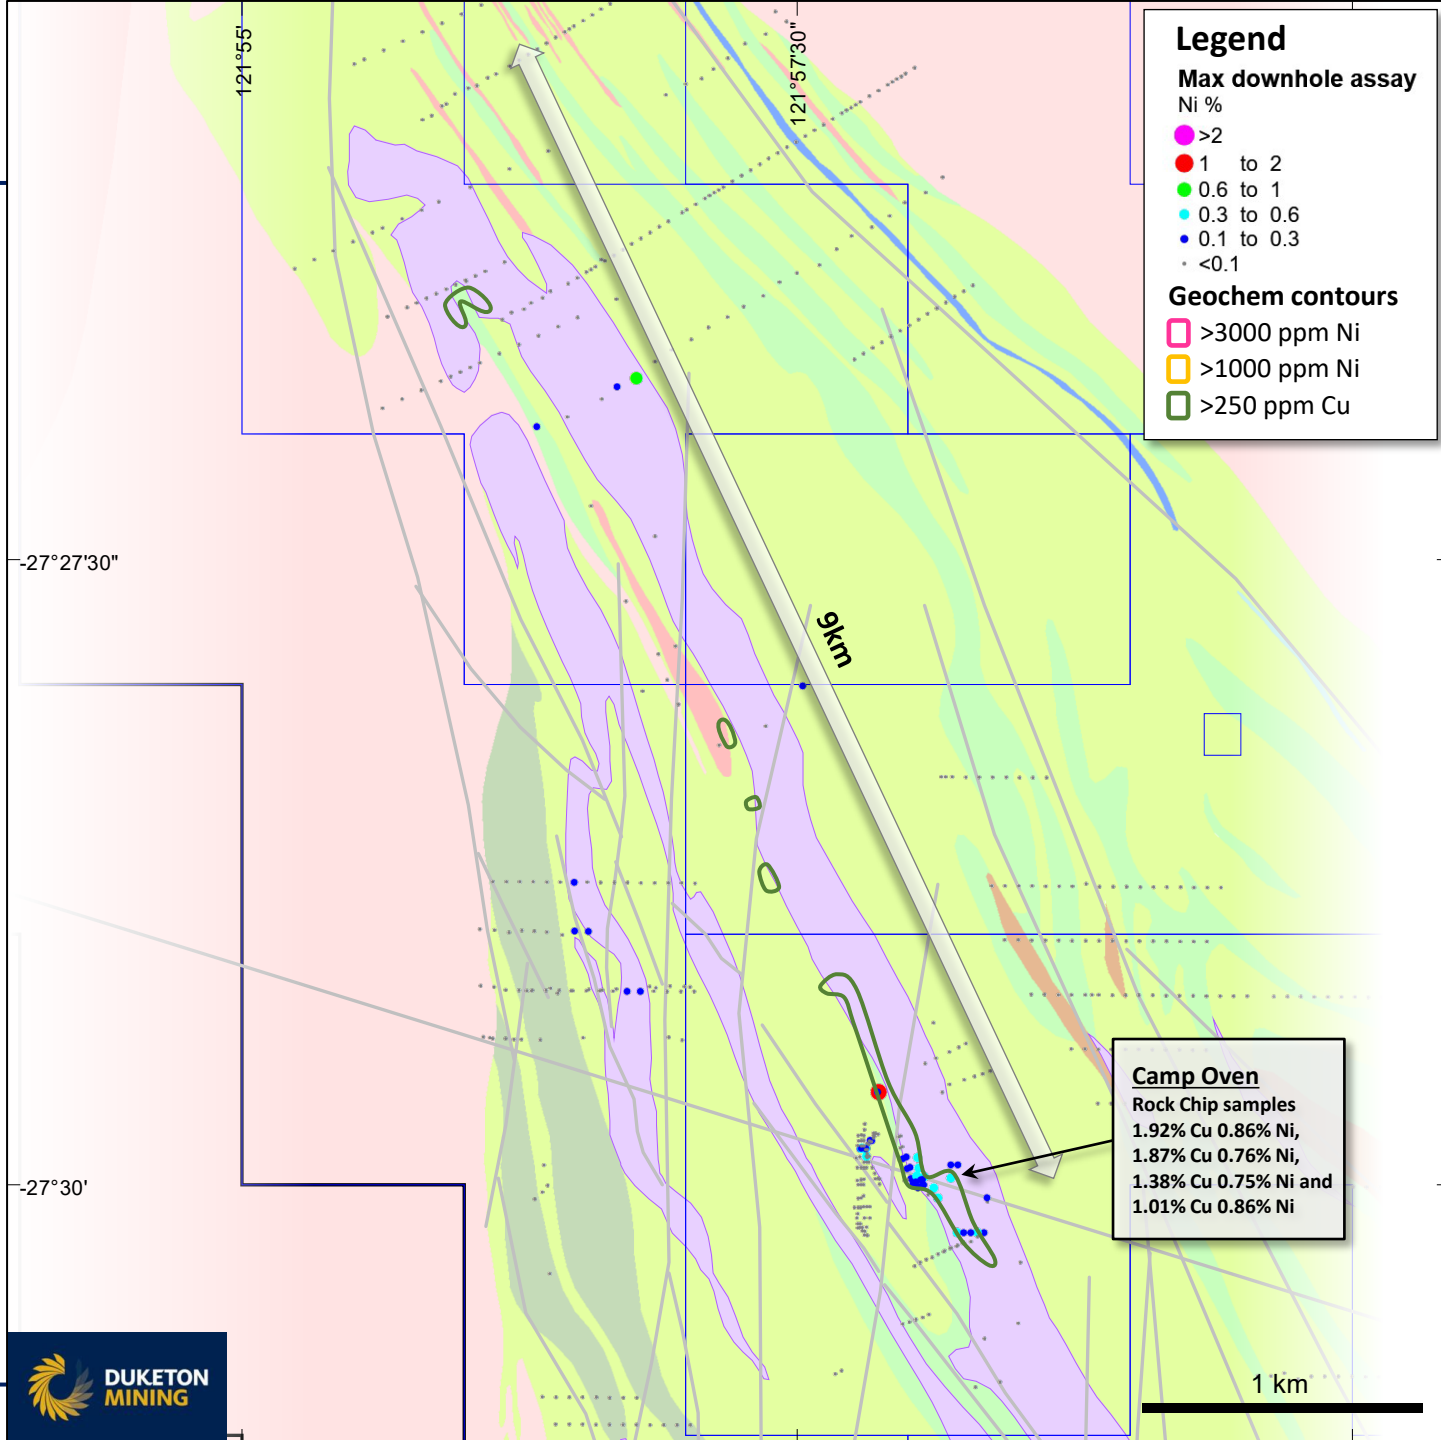 121°55'
121°57'30"
Legend
Max downhole assay
Ni %
>2
1 to 2
0.6 to 1
0.3 to 0.6
0.1 to 0.3
<0.1
Geochem contours
>3000 ppm Ni
>1000 ppm Ni
>250 ppm Cu
-27°27'30"
9km
Camp Oven
Rock Chip samples
1.92% Cu 0.86% Ni,
1.87% Cu 0.76% Ni,
1.38% Cu 0.75% Ni and
1.01% Cu 0.86% Ni
-27°30'
DUKETON
MINING
1 km